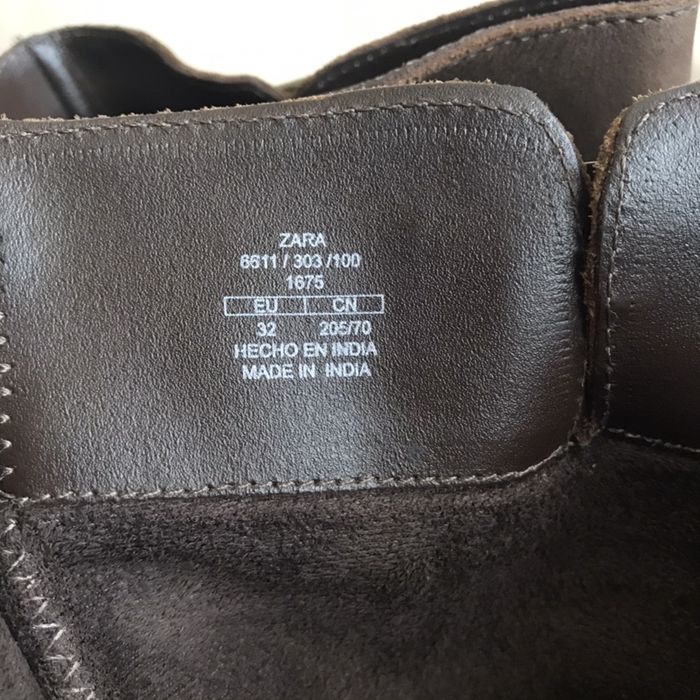 ZARA
6611 / 303 /100
1675
EU CN
32 205/70
HECHO EN INDIA
MADE IN INDIA